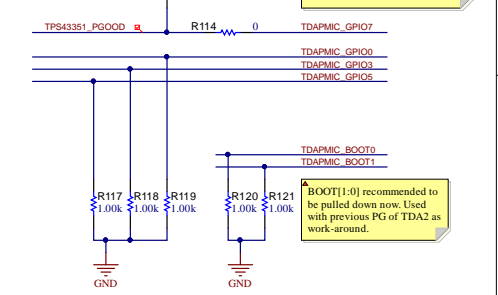 TPS43351_PGOOD
R114
0
TDAPMIC_GPIO7
TDAPMIC_GPIO0
TDAPMIC_GPIO3
TDAPMIC_GPIO5
TDAPMIC_BOOT0
TDAPMIC_BOOT1
R117 R118 R119
1.00k 1.00k 1.00k
R120 R121
1.00k 1.00k
BOOT[1:0] recommended to
be pulled down now. Used
with previous PG of TDA2 as
work-around.
GND
GND